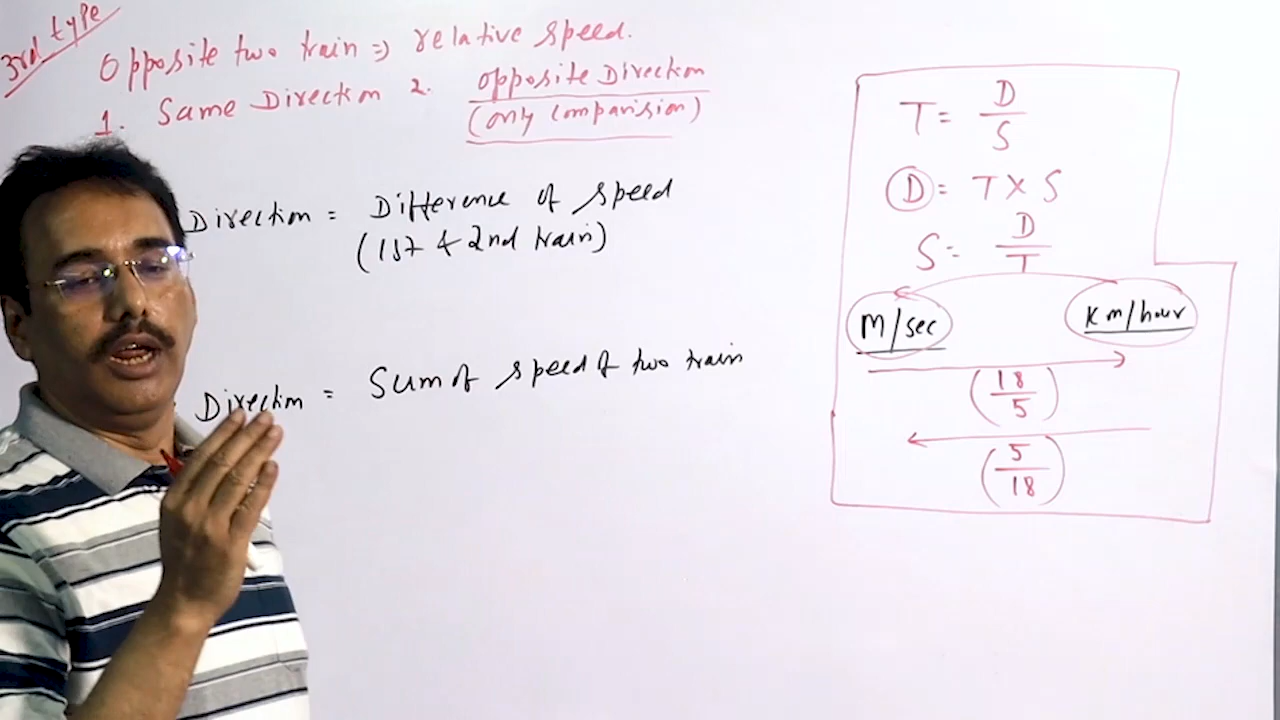 3rd type
Opposite two train => relative speed.
1. Same Direction 2. opposite Direction
(only comparision)
Direction = Difference of speed
(1st & 2nd train)
Direction = Sum of speed of two train
T = D/S
D = T × S
S = D/T
M/sec Km/hour
(18/5)
(5/18)